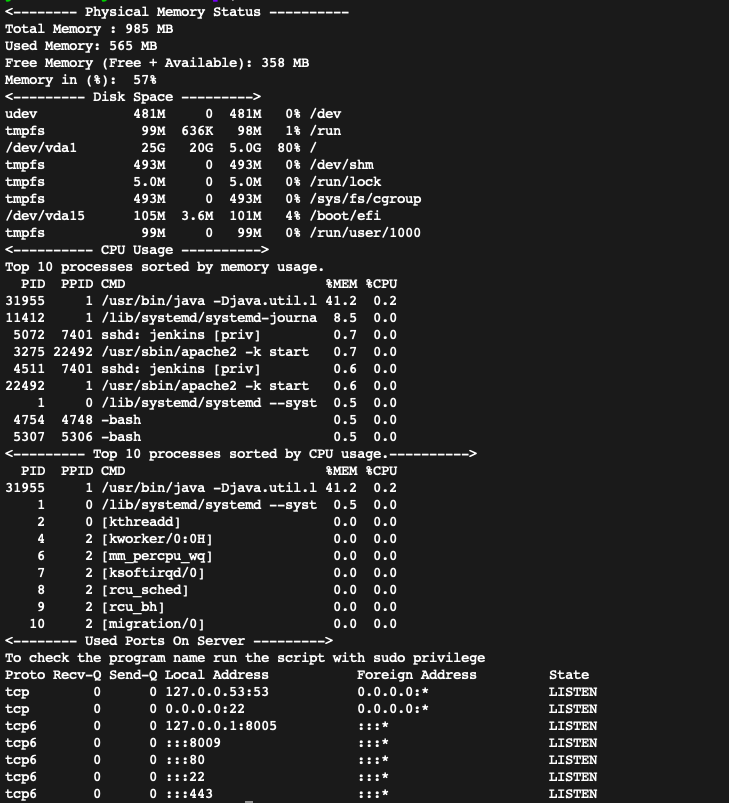 <-------- Physical Memory Status ----------
Total Memory : 985 MB
Used Memory: 565 MB
Free Memory (Free + Available): 358 MB
Memory in (%):  57%
<--------- Disk Space --------->
udev            481M     0  481M   0% /dev
tmpfs            99M  636K   98M   1% /run
/dev/vda1        25G   20G  5.0G  80% /
tmpfs           493M     0  493M   0% /dev/shm
tmpfs           5.0M     0  5.0M   0% /run/lock
tmpfs           493M     0  493M   0% /sys/fs/cgroup
/dev/vda15      105M  3.6M  101M   4% /boot/efi
tmpfs            99M     0   99M   0% /run/user/1000
<---------- CPU Usage ---------->
Top 10 processes sorted by memory usage.
  PID  PPID CMD                         %MEM %CPU
31955     1 /usr/bin/java -Djava.util.l 41.2  0.2
11412     1 /lib/systemd/systemd-journa  8.5  0.0
 5072  7401 sshd: jenkins [priv]         0.7  0.0
 3275 22492 /usr/sbin/apache2 -k start   0.7  0.0
 4511  7401 sshd: jenkins [priv]         0.6  0.0
22492     1 /usr/sbin/apache2 -k start   0.6  0.0
    1     0 /lib/systemd/systemd --syst  0.5  0.0
 4754  4748 -bash                        0.5  0.0
 5307  5306 -bash                        0.5  0.0
<--------- Top 10 processes sorted by CPU usage.---------->
  PID  PPID CMD                         %MEM %CPU
31955     1 /usr/bin/java -Djava.util.l 41.2  0.2
    1     0 /lib/systemd/systemd --syst  0.5  0.0
    2     0 [kthreadd]                   0.0  0.0
    4     2 [kworker/0:0H]               0.0  0.0
    6     2 [mm_percpu_wq]               0.0  0.0
    7     2 [ksoftirqd/0]                0.0  0.0
    8     2 [rcu_sched]                  0.0  0.0
    9     2 [rcu_bh]                     0.0  0.0
   10     2 [migration/0]                0.0  0.0
<-------- Used Ports On Server --------->
To check the program name run the script with sudo privilege
Proto Recv-Q Send-Q Local Address           Foreign Address         State
tcp        0      0 127.0.0.53:53           0.0.0.0:*               LISTEN
tcp        0      0 0.0.0.0:22              0.0.0.0:*               LISTEN
tcp6       0      0 127.0.0.1:8005          :::*                    LISTEN
tcp6       0      0 :::8009                 :::*                    LISTEN
tcp6       0      0 :::80                   :::*                    LISTEN
tcp6       0      0 :::22                   :::*                    LISTEN
tcp6       0      0 :::443                  :::*                    LISTEN